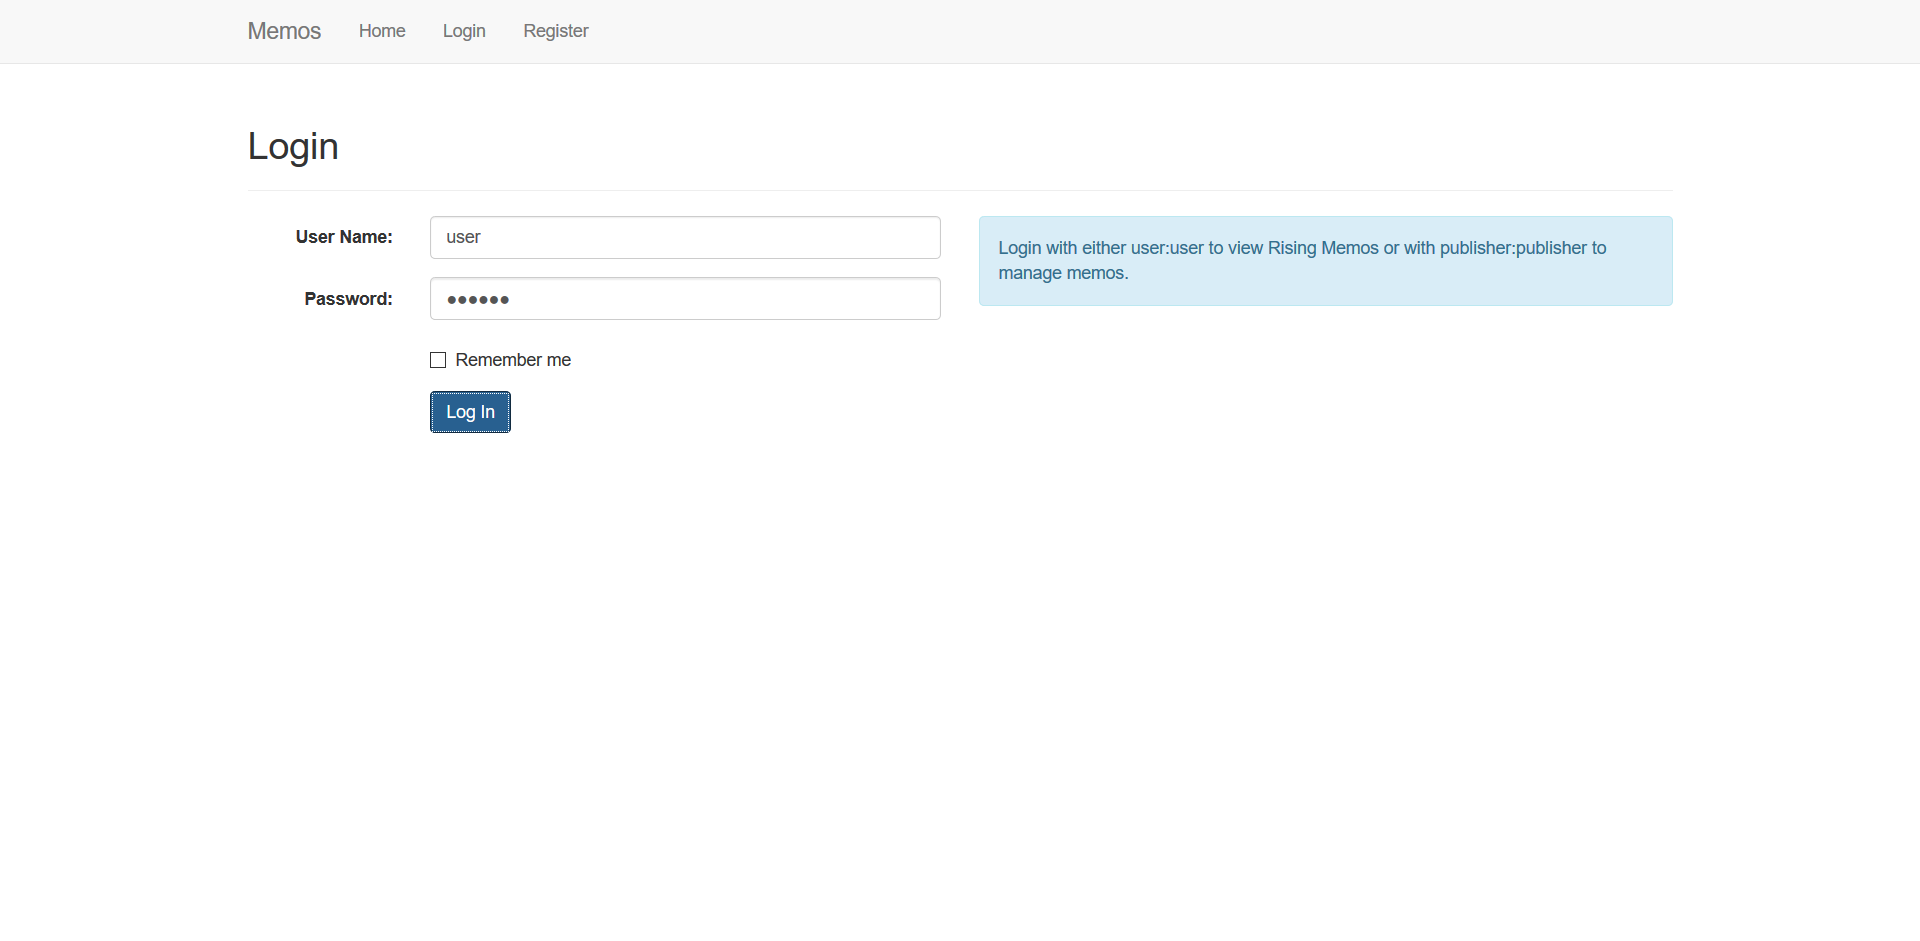 Memos Home Login Register
Login
User Name: user
Login with either user:user to view Rising Memos or with publisher:publisher to
manage memos.
Password: ●●●●●●
Remember me
Log In